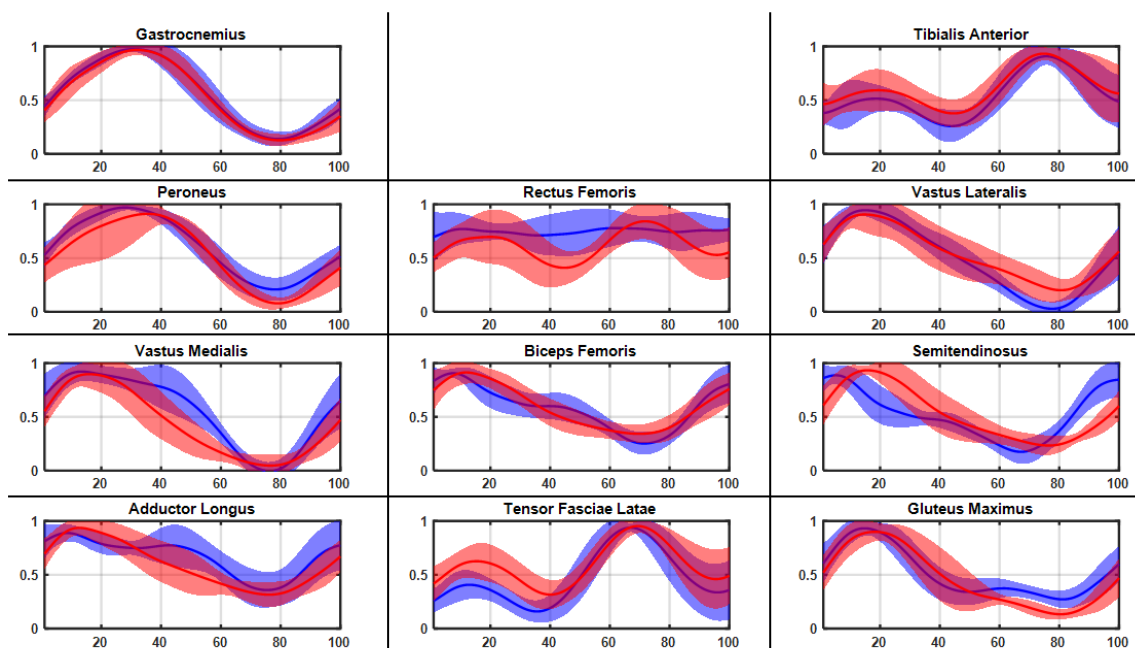 Gastrocnemius
1
0.5
0
20 40 60 80 100
Tibialis Anterior
1
0.5
0
20 40 60 80 100
Peroneus
1
0.5
0
20 40 60 80 100
Rectus Femoris
1
0.5
0
20 40 60 80 100
Vastus Lateralis
1
0.5
0
20 40 60 80 100
Vastus Medialis
1
0.5
0
20 40 60 80 100
Biceps Femoris
1
0.5
0
20 40 60 80 100
Semitendinosus
1
0.5
0
20 40 60 80 100
Adductor Longus
1
0.5
0
20 40 60 80 100
Tensor Fasciae Latae
1
0.5
0
20 40 60 80 100
Gluteus Maximus
1
0.5
0
20 40 60 80 100